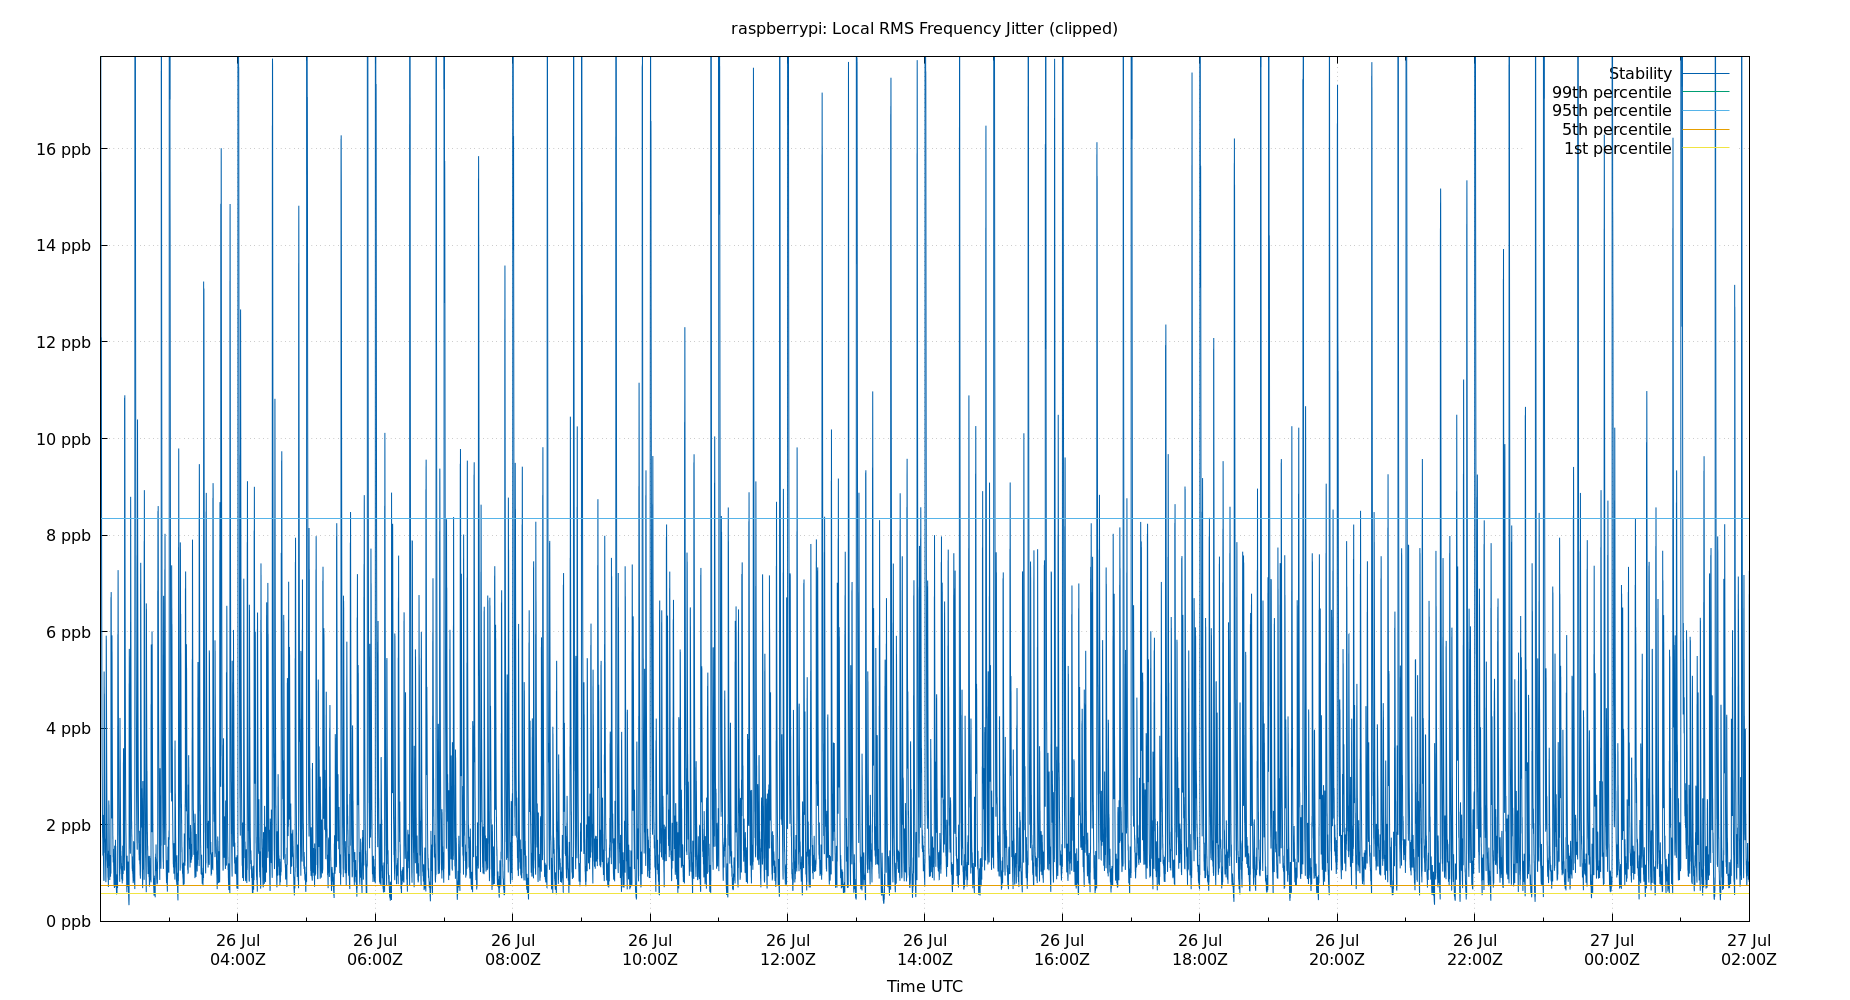 raspberrypi: Local RMS Frequency Jitter (clipped)
Stability
99th percentile
95th percentile
5th percentile
1st percentile
16 ppb
14 ppb
12 ppb
10 ppb
8 ppb
6 ppb
4 ppb
2 ppb
0 ppb
26 Jul 26 Jul 26 Jul 26 Jul 26 Jul 26 Jul 26 Jul 26 Jul 26 Jul 26 Jul 27 Jul 27 Jul
04:00Z 06:00Z 08:00Z 10:00Z 12:00Z 14:00Z 16:00Z 18:00Z 20:00Z 22:00Z 00:00Z 02:00Z
Time UTC